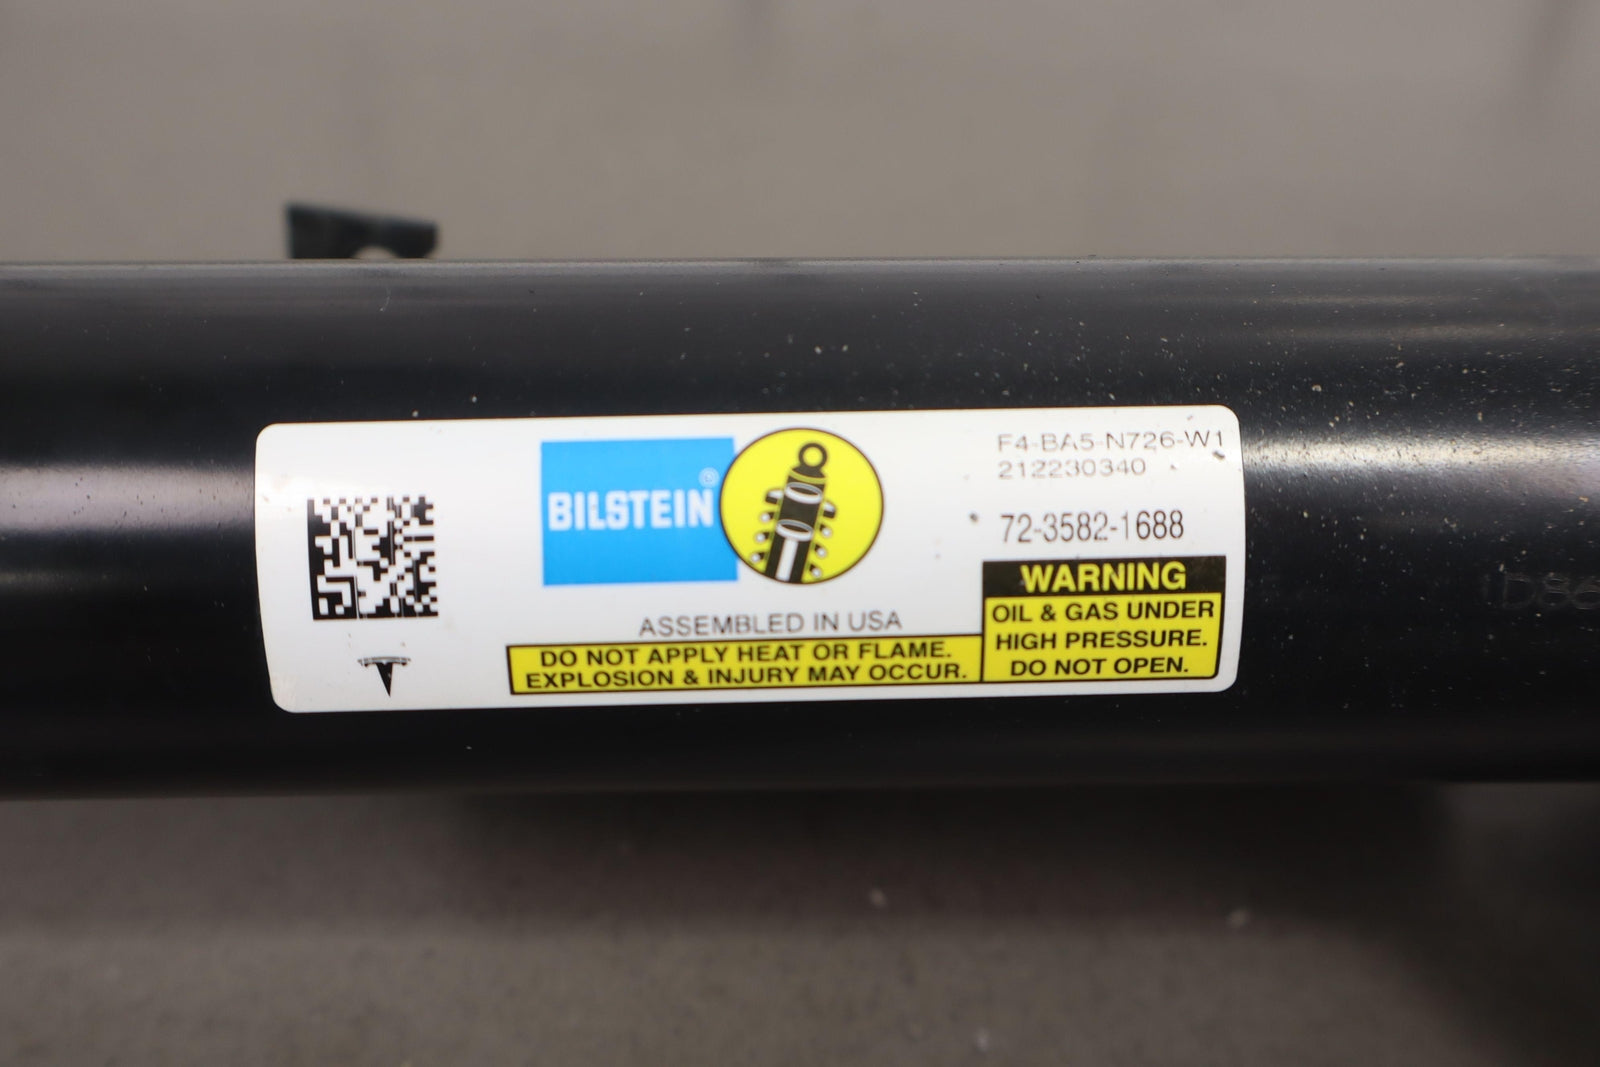 BILSTEIN®
F4-BA5-N726-W1
212230340
72-3582-1688
WARNING
OIL & GAS UNDER
HIGH PRESSURE.
DO NOT OPEN.
ASSEMBLED IN USA
DO NOT APPLY HEAT OR FLAME.
EXPLOSION & INJURY MAY OCCUR.